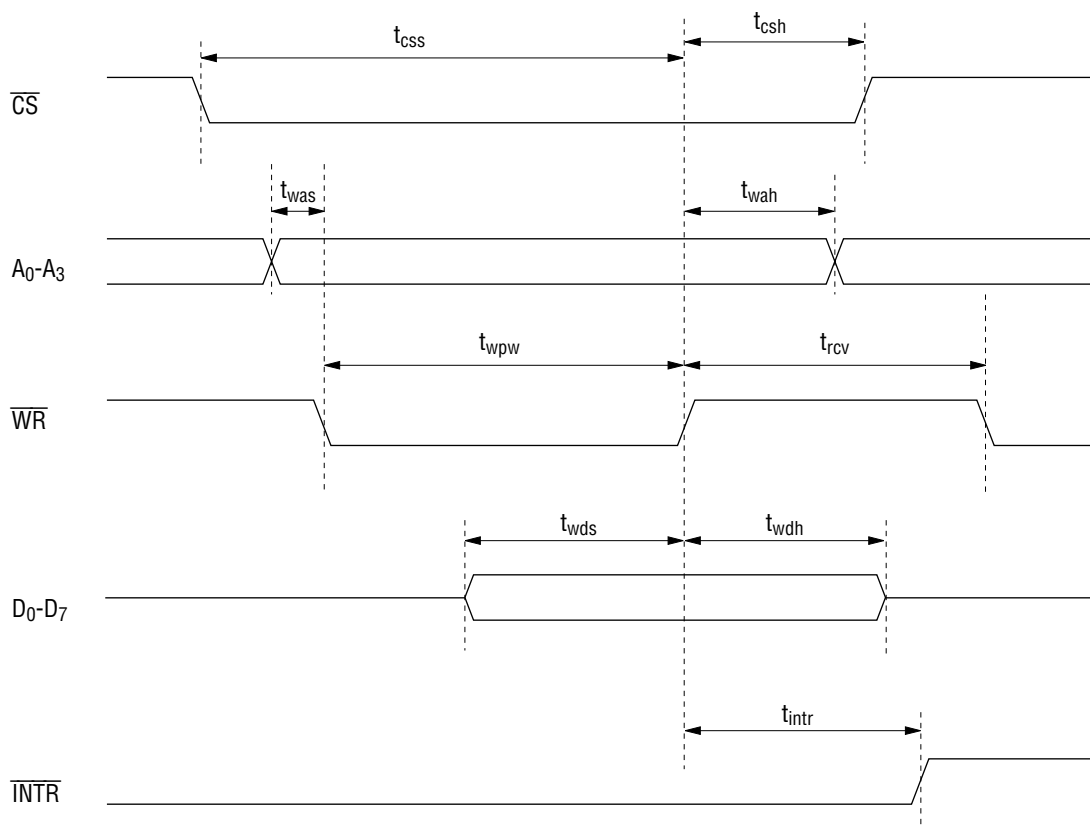 tcss
tcsh
CS
twas
twah
A0-A3
twpw
trcv
WR
twds
twdh
D0-D7
tintr
INTR